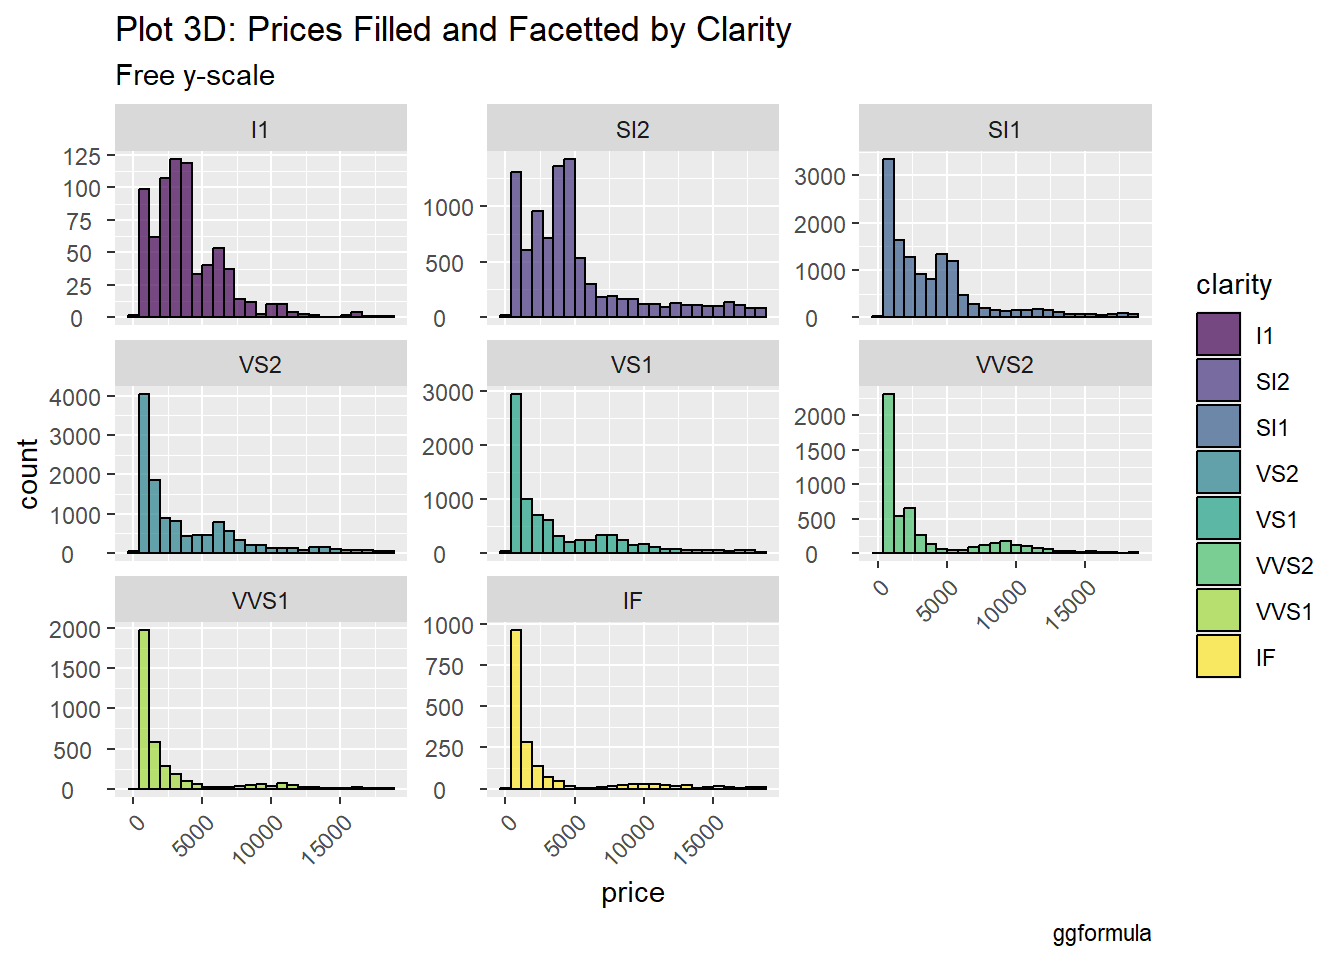 Plot 3D: Prices Filled and Facetted by Clarity
Free y-scale
I1
SI2
SI1
125
100
75
50
25
0
1000
500
0
3000
2000
1000
0
VS2
VS1
VVS2
4000
3000
2000
1000
0
3000
2000
1000
0
2000
1500
1000
500
0
0
5000
10000
15000
VVS1
IF
2000
1500
1000
500
0
1000
750
500
250
0
0
5000
10000
15000
0
5000
10000
15000
count
price
clarity
I1
SI2
SI1
VS2
VS1
VVS2
VVS1
IF
ggformula